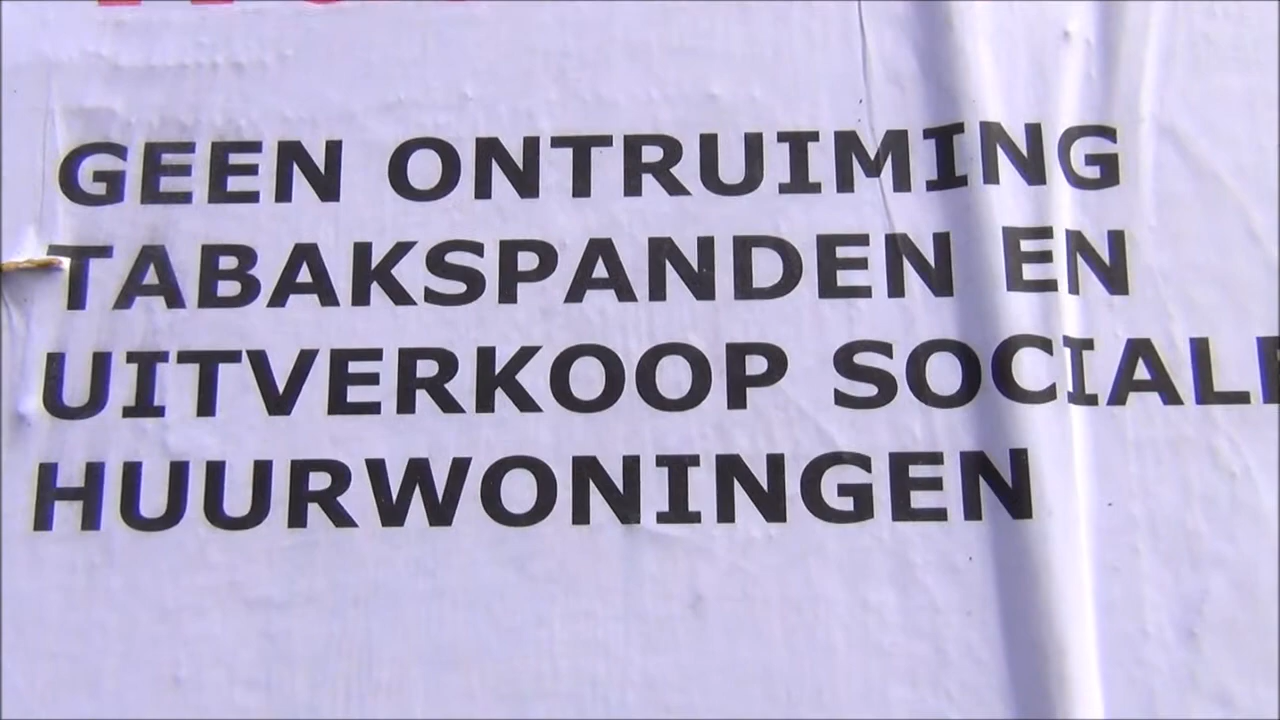 GEEN ONTRUIMING
TABAKSPANDEN EN
UITVERKOOP SOCIALE
HUURWONINGEN